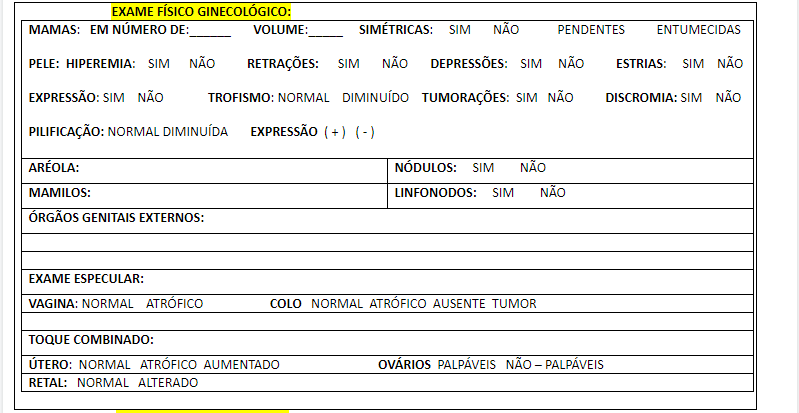 EXAME FÍSICO GINECOLÓGICO:
MAMAS: EM NÚMERO DE:______ VOLUME:_____ SIMÉTRICAS: SIM NÃO PENDENTES ENTUMECIDAS
PELE: HIPEREMIA: SIM NÃO RETRAÇÕES: SIM NÃO DEPRESSÕES: SIM NÃO ESTRIAS: SIM NÃO
EXPRESSÃO: SIM NÃO TROFISMO: NORMAL DIMINUÍDO TUMORAÇÕES: SIM NÃO DISCROMIA: SIM NÃO
PILIFICAÇÃO: NORMAL DIMINUÍDA EXPRESSÃO ( + ) ( - )
ARÉOLA: NÓDULOS: SIM NÃO
MAMILOS: LINFONODOS: SIM NÃO
ÓRGÃOS GENITAIS EXTERNOS:
EXAME ESPECULAR:
VAGINA: NORMAL ATRÓFICO COLO NORMAL ATRÓFICO AUSENTE TUMOR
TOQUE COMBINADO:
ÚTERO: NORMAL ATRÓFICO AUMENTADO OVÁRIOS PALPÁVEIS NÃO – PALPÁVEIS
RETAL: NORMAL ALTERADO